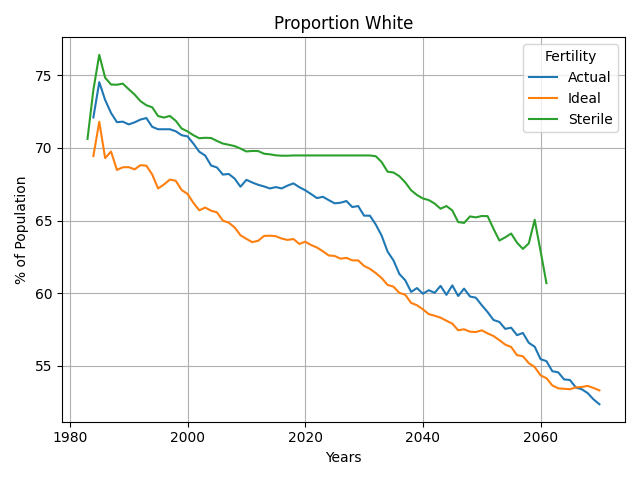 Proportion White
% of Population
75
70
65
60
55
Fertility
Actual
Ideal
Sterile
1980
2000
2020
2040
2060
Years